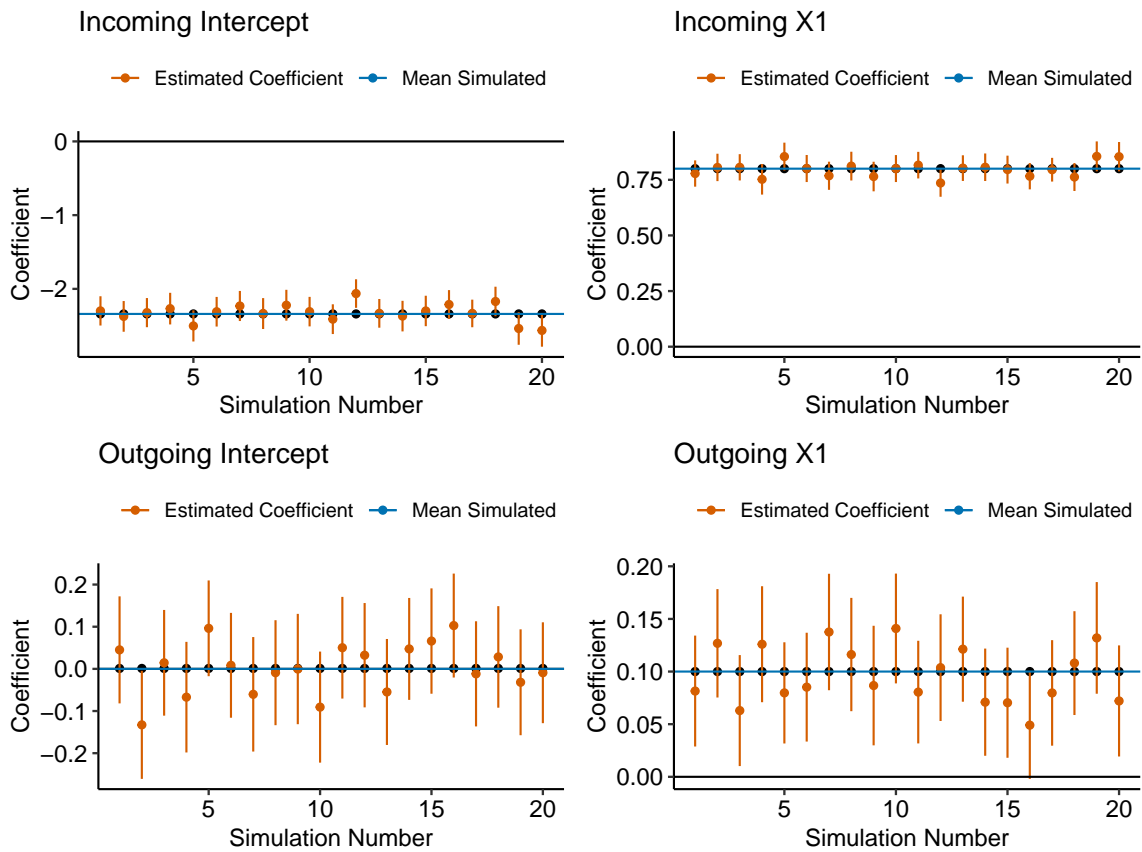 Incoming Intercept
Estimated Coefficient Mean Simulated
0
−1
−2
Coefficient
5 10 15 20
Simulation Number
Incoming X1
Estimated Coefficient Mean Simulated
0.75
0.50
0.25
0.00
Coefficient
5 10 15 20
Simulation Number
Outgoing Intercept
Estimated Coefficient Mean Simulated
0.2
0.1
0.0
−0.1
−0.2
Coefficient
5 10 15 20
Simulation Number
Outgoing X1
Estimated Coefficient Mean Simulated
0.20
0.15
0.10
0.05
0.00
Coefficient
5 10 15 20
Simulation Number